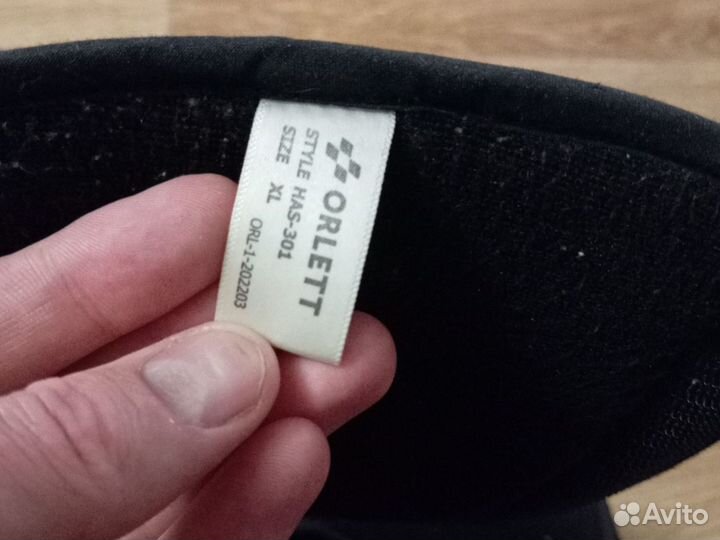 ORLETT
STYLE HAS-301
SIZE XL
ORL-1-202203
Avito